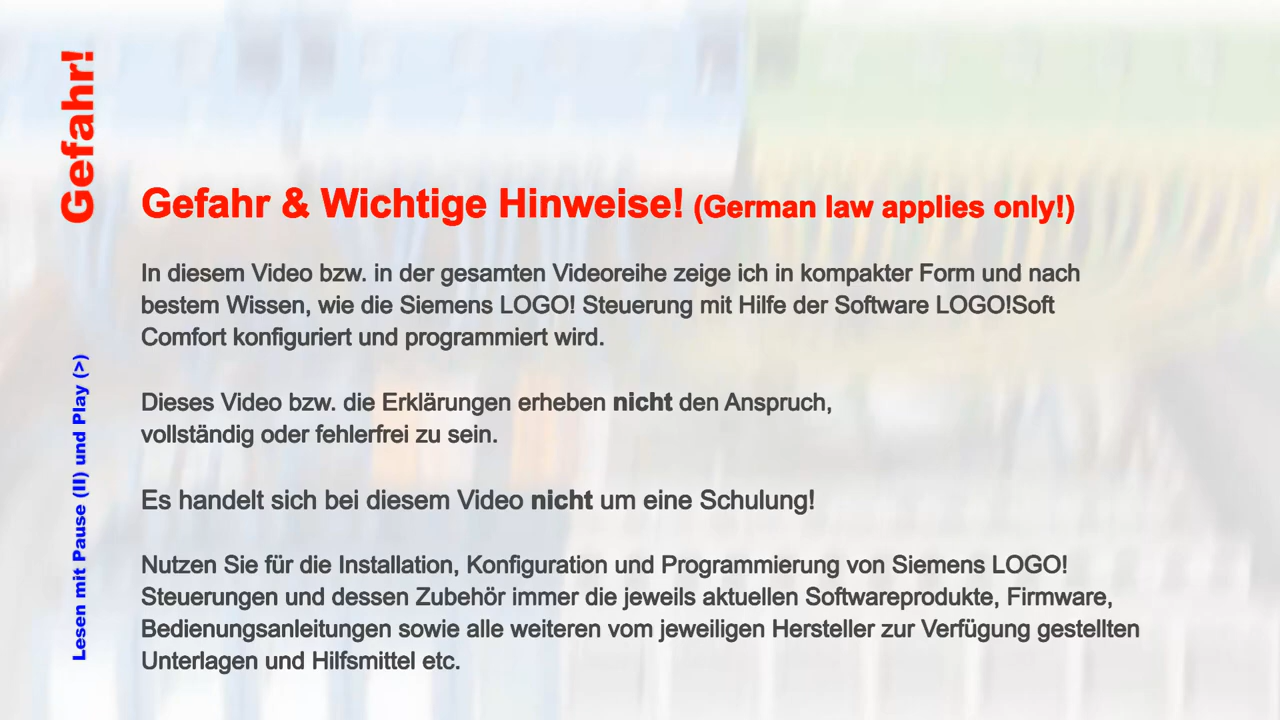 Gefahr!
Lesen mit Pause (II) und Play (>)
Gefahr & Wichtige Hinweise! (German law applies only!)
In diesem Video bzw. in der gesamten Videoreihe zeige ich in kompakter Form und nach
bestem Wissen, wie die Siemens LOGO! Steuerung mit Hilfe der Software LOGO!Soft
Comfort konfiguriert und programmiert wird.
Dieses Video bzw. die Erklärungen erheben nicht den Anspruch,
vollständig oder fehlerfrei zu sein.
Es handelt sich bei diesem Video nicht um eine Schulung!
Nutzen Sie für die Installation, Konfiguration und Programmierung von Siemens LOGO!
Steuerungen und dessen Zubehör immer die jeweils aktuellen Softwareprodukte, Firmware,
Bedienungsanleitungen sowie alle weiteren vom jeweiligen Hersteller zur Verfügung gestellten
Unterlagen und Hilfsmittel etc.